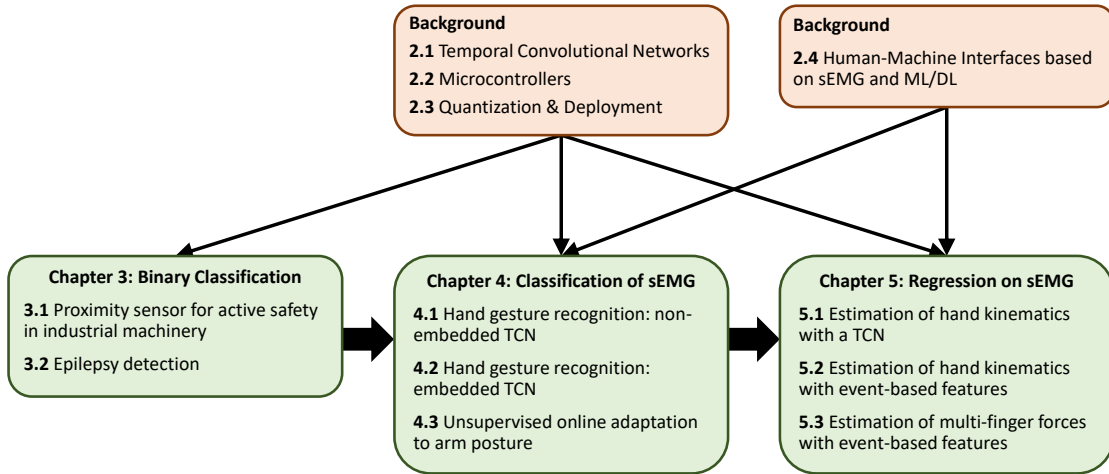 Background
2.1 Temporal Convolutional Networks
2.2 Microcontrollers
2.3 Quantization & Deployment
Background
2.4 Human-Machine Interfaces based
on sEMG and ML/DL
Chapter 3: Binary Classification
3.1 Proximity sensor for active safety
in industrial machinery
3.2 Epilepsy detection
Chapter 4: Classification of sEMG
4.1 Hand gesture recognition: non-
embedded TCN
4.2 Hand gesture recognition:
embedded TCN
4.3 Unsupervised online adaptation
to arm posture
Chapter 5: Regression on sEMG
5.1 Estimation of hand kinematics
with a TCN
5.2 Estimation of hand kinematics
with event-based features
5.3 Estimation of multi-finger forces
with event-based features